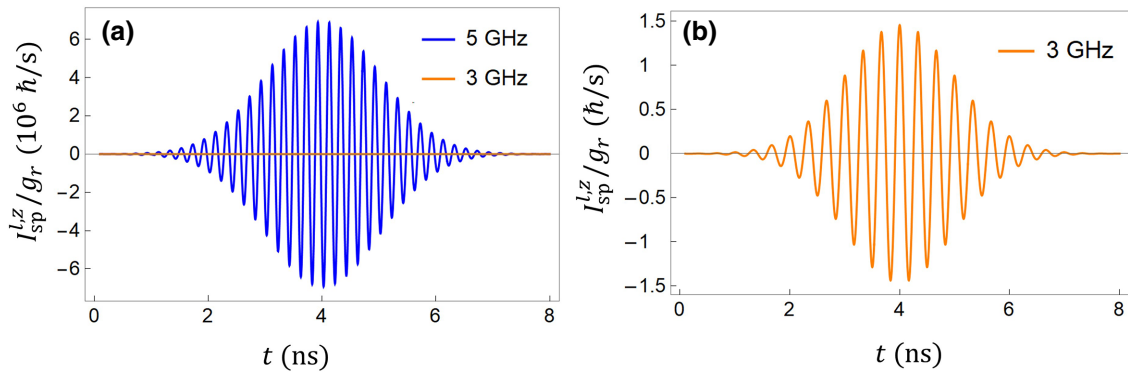 (a)
5 GHz
3 GHz
I_sp^{l,z}/g_r (10^6 ħ/s)
6
4
2
0
−2
−4
−6
0 2 4 6 8
t (ns)
(b)
3 GHz
I_sp^{l,z}/g_r (ħ/s)
1.5
1
0.5
0
−0.5
−1
−1.5
0 2 4 6 8
t (ns)